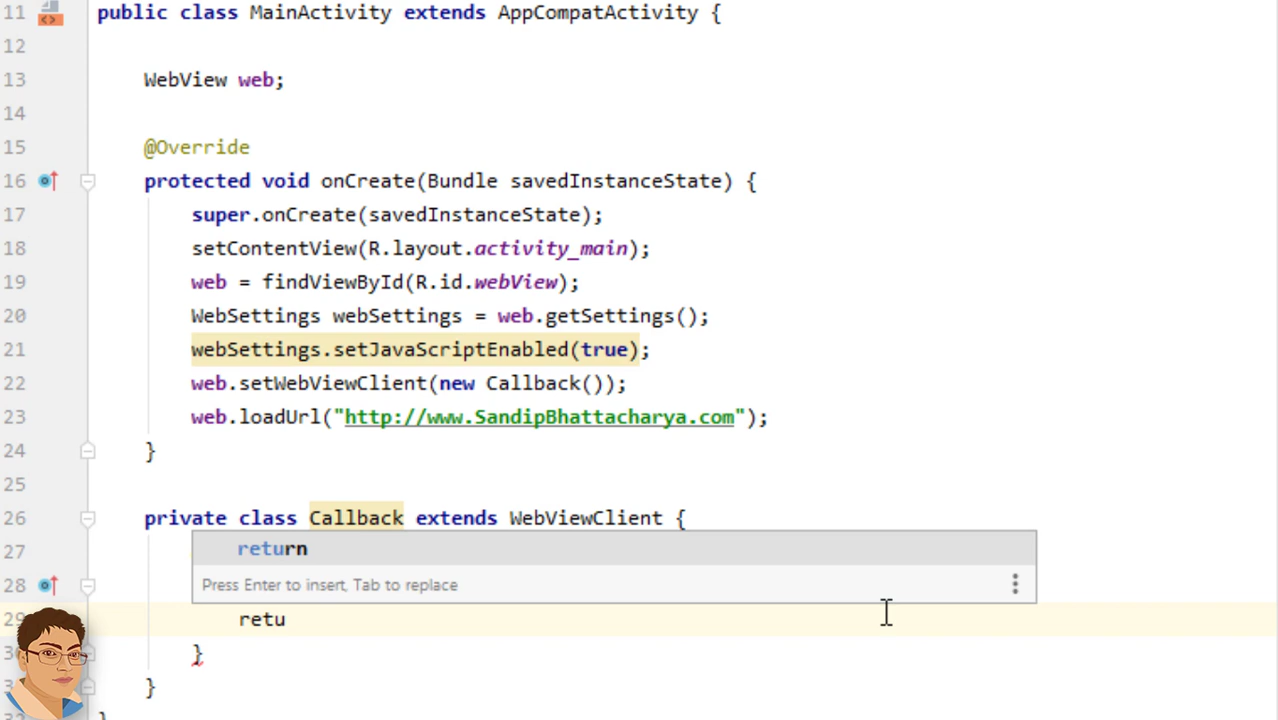 11 public class MainActivity extends AppCompatActivity {
12
13 WebView web;
14
15 @Override
16 protected void onCreate(Bundle savedInstanceState) {
17 super.onCreate(savedInstanceState);
18 setContentView(R.layout.activity_main);
19 web = findViewById(R.id.webView);
20 WebSettings webSettings = web.getSettings();
21 webSettings.setJavaScriptEnabled(true);
22 web.setWebViewClient(new Callback());
23 web.loadUrl("http://www.SandipBhattacharya.com");
24 }
25
26 private class Callback extends WebViewClient {
27 return
28 Press Enter to insert, Tab to replace
29 retu
}
}
}